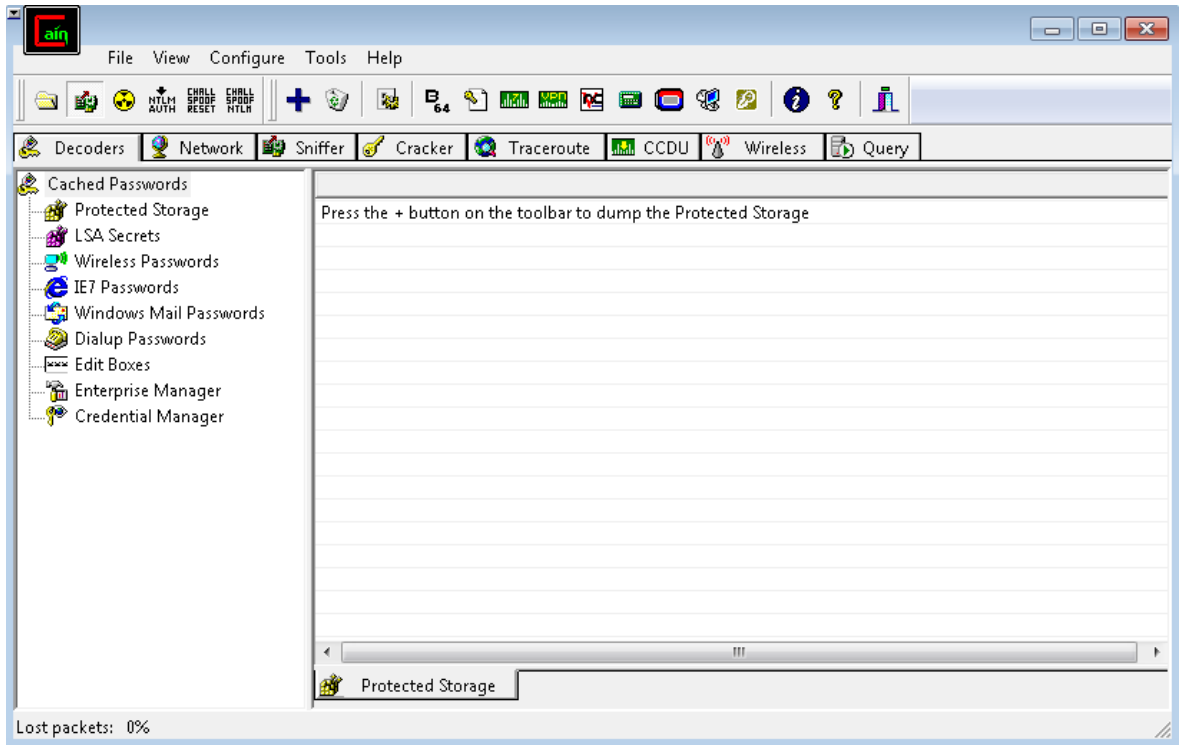 Cain
File View Configure Tools Help
NTLM AUTH CHALL SPOOF RESET CHALL SPOOF NTLM B64
Decoders Network Sniffer Cracker Traceroute CCDU Wireless Query
Cached Passwords
Protected Storage
LSA Secrets
Wireless Passwords
IE7 Passwords
Windows Mail Passwords
Dialup Passwords
Edit Boxes
Enterprise Manager
Credential Manager
Press the + button on the toolbar to dump the Protected Storage
Protected Storage
Lost packets: 0%